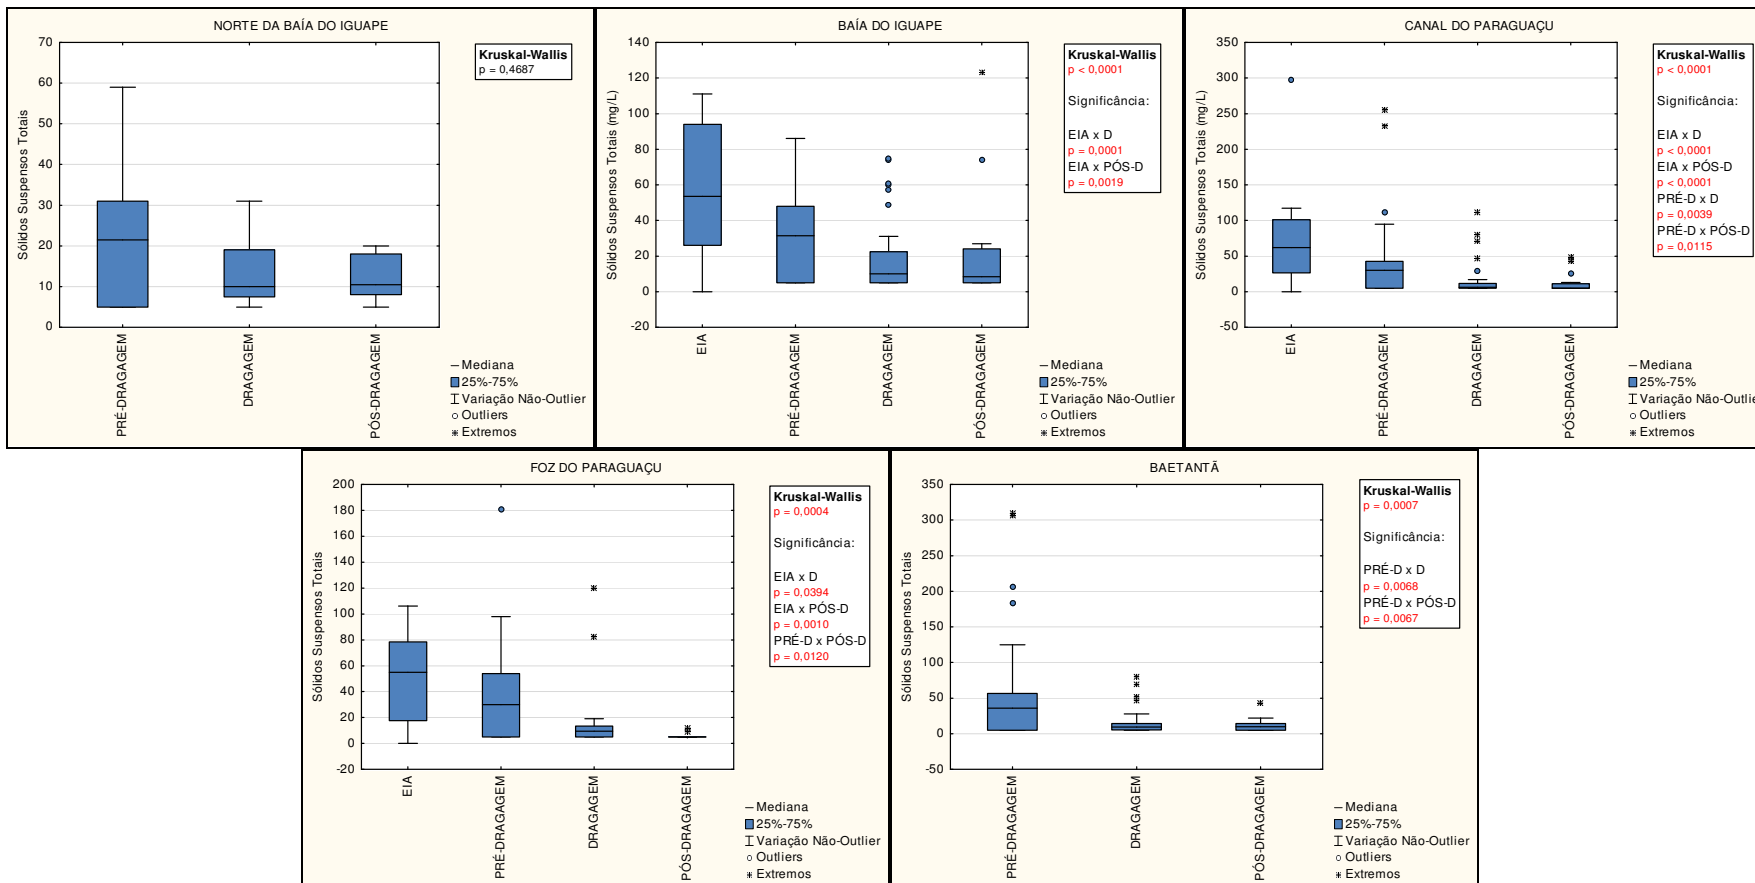 NORTE DA BAÍA DO IGUAPE
70
60
50
40
30
20
10
0
Sólidos Suspensos Totais
PRÉ-DRAGAGEM
DRAGAGEM
PÓS-DRAGAGEM
Kruskal-Wallis
p = 0,4687
Mediana
25%-75%
Variação Não-Outlier
Outliers
Extremos
BAÍA DO IGUAPE
140
120
100
80
60
40
20
0
-20
Sólidos Suspensos Totais (mg/L)
EIA
PRÉ-DRAGAGEM
DRAGAGEM
PÓS-DRAGAGEM
Kruskal-Wallis
p < 0,0001
Significância:
EIA x D
p = 0,0001
EIA x PÓS-D
p = 0,0019
Mediana
25%-75%
Variação Não-Outlier
Outliers
Extremos
CANAL DO PARAGUAÇU
350
300
250
200
150
100
50
0
-50
Sólidos Suspensos Totais (mg/L)
EIA
PRÉ-DRAGAGEM
DRAGAGEM
PÓS-DRAGAGEM
Kruskal-Wallis
p < 0,0001
Significância:
EIA x D
p < 0,0001
EIA x PÓS-D
p < 0,0001
PRÉ-D x D
p = 0,0039
PRÉ-D x PÓS-D
p = 0,0115
Mediana
25%-75%
Variação Não-Outlie
Outliers
Extremos
FOZ DO PARAGUAÇU
200
180
160
140
120
100
80
60
40
20
0
-20
Sólidos Suspensos Totais
EIA
PRÉ-DRAGAGEM
DRAGAGEM
PÓS-DRAGAGEM
Kruskal-Wallis
p = 0,0004
Significância:
EIA x D
p = 0,0394
EIA x PÓS-D
p = 0,0010
PRÉ-D x PÓS-D
p = 0,0120
Mediana
25%-75%
Variação Não-Outlier
Outliers
Extremos
BAETANTÃ
350
300
250
200
150
100
50
0
-50
Sólidos Suspensos Totais
PRÉ-DRAGAGEM
DRAGAGEM
PÓS-DRAGAGEM
Kruskal-Wallis
p = 0,0007
Significância:
PRÉ-D x D
p = 0,0068
PRÉ-D x PÓS-D
p = 0,0067
Mediana
25%-75%
Variação Não-Outlier
Outliers
Extremos